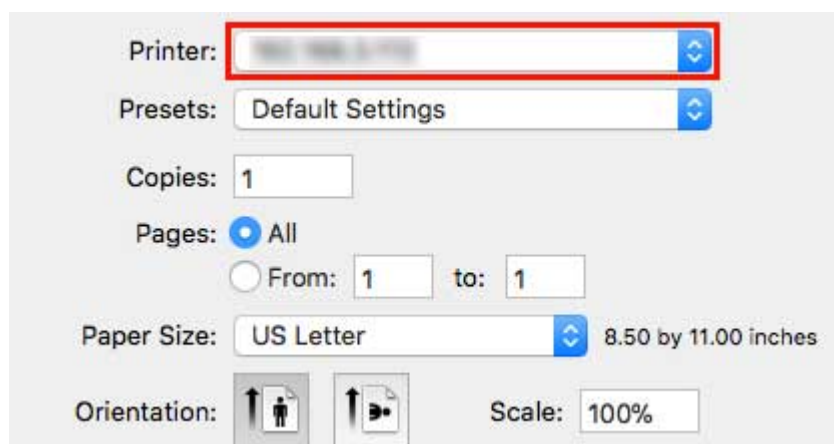 Printer:
Presets: Default Settings
Copies: 1
Pages: All
From: 1 to: 1
Paper Size: US Letter 8.50 by 11.00 inches
Orientation: Scale: 100%